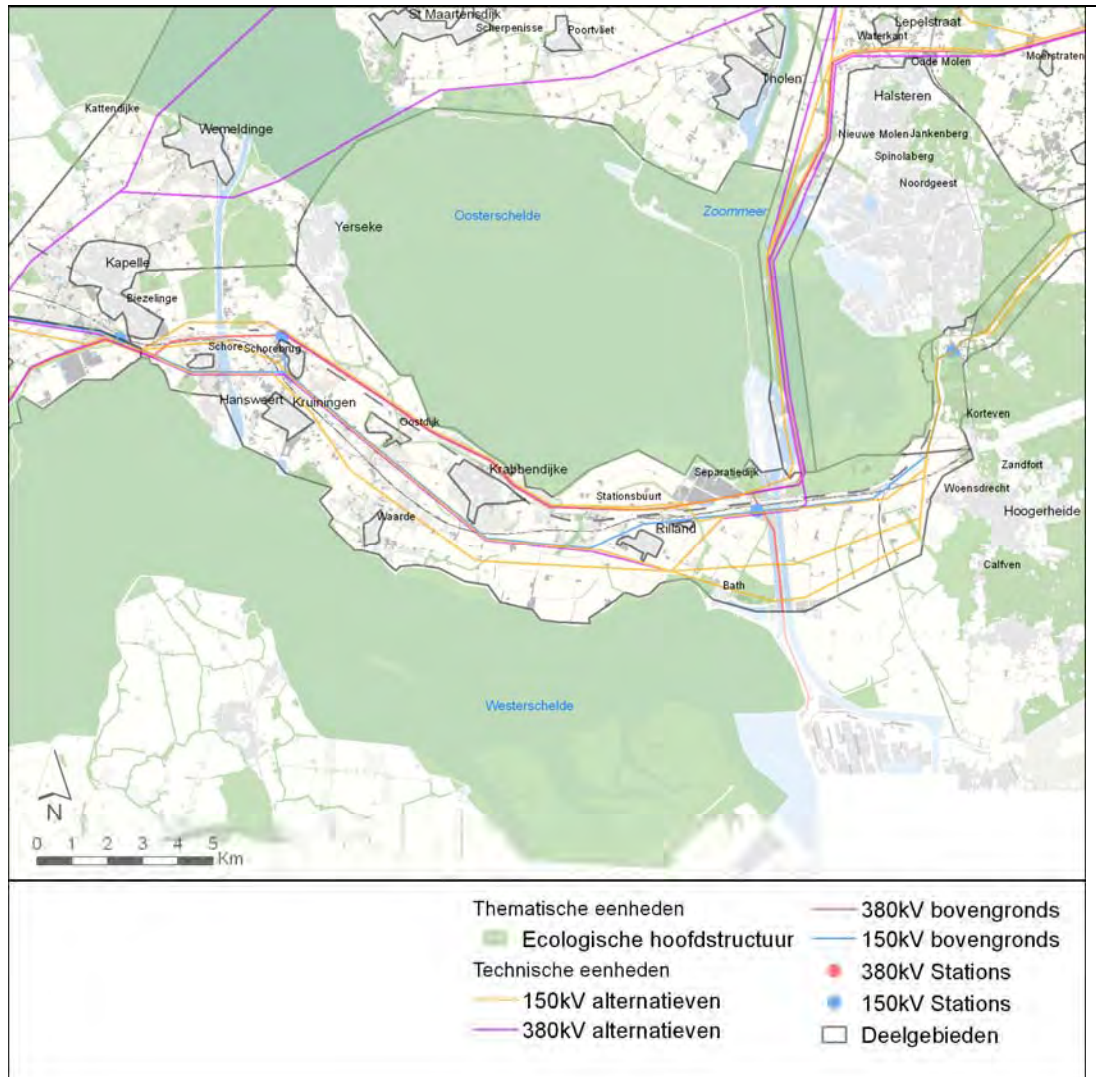 St Maartensdijk
Scherpenisse
Poortvliet
Lepelstraat
Waterkant
Oude Molen
Moerstraten
Tholen
Halsteren
Kattendijke
Wemeldinge
Nieuwe Molen
Jankenberg
Spinolaberg
Noordgeest
Oosterschelde
Zoommeer
Yerseke
Kapelle
Biezelinge
Schore
Schorebrug
Hansweert
Kruiningen
Oostdijk
Korteven
Krabbendijke
Separatiedijk
Zandfort
Stationsbuurt
Woensdrecht
Hoogerheide
Waarde
Rilland
Calfven
Bath
Westerschelde
N
0 1 2 3 4 5
Km
Thematische eenheden
Ecologische hoofdstructuur
Technische eenheden
150kV alternatieven
380kV alternatieven
380kV bovengronds
150kV bovengronds
380kV Stations
150kV Stations
Deelgebieden